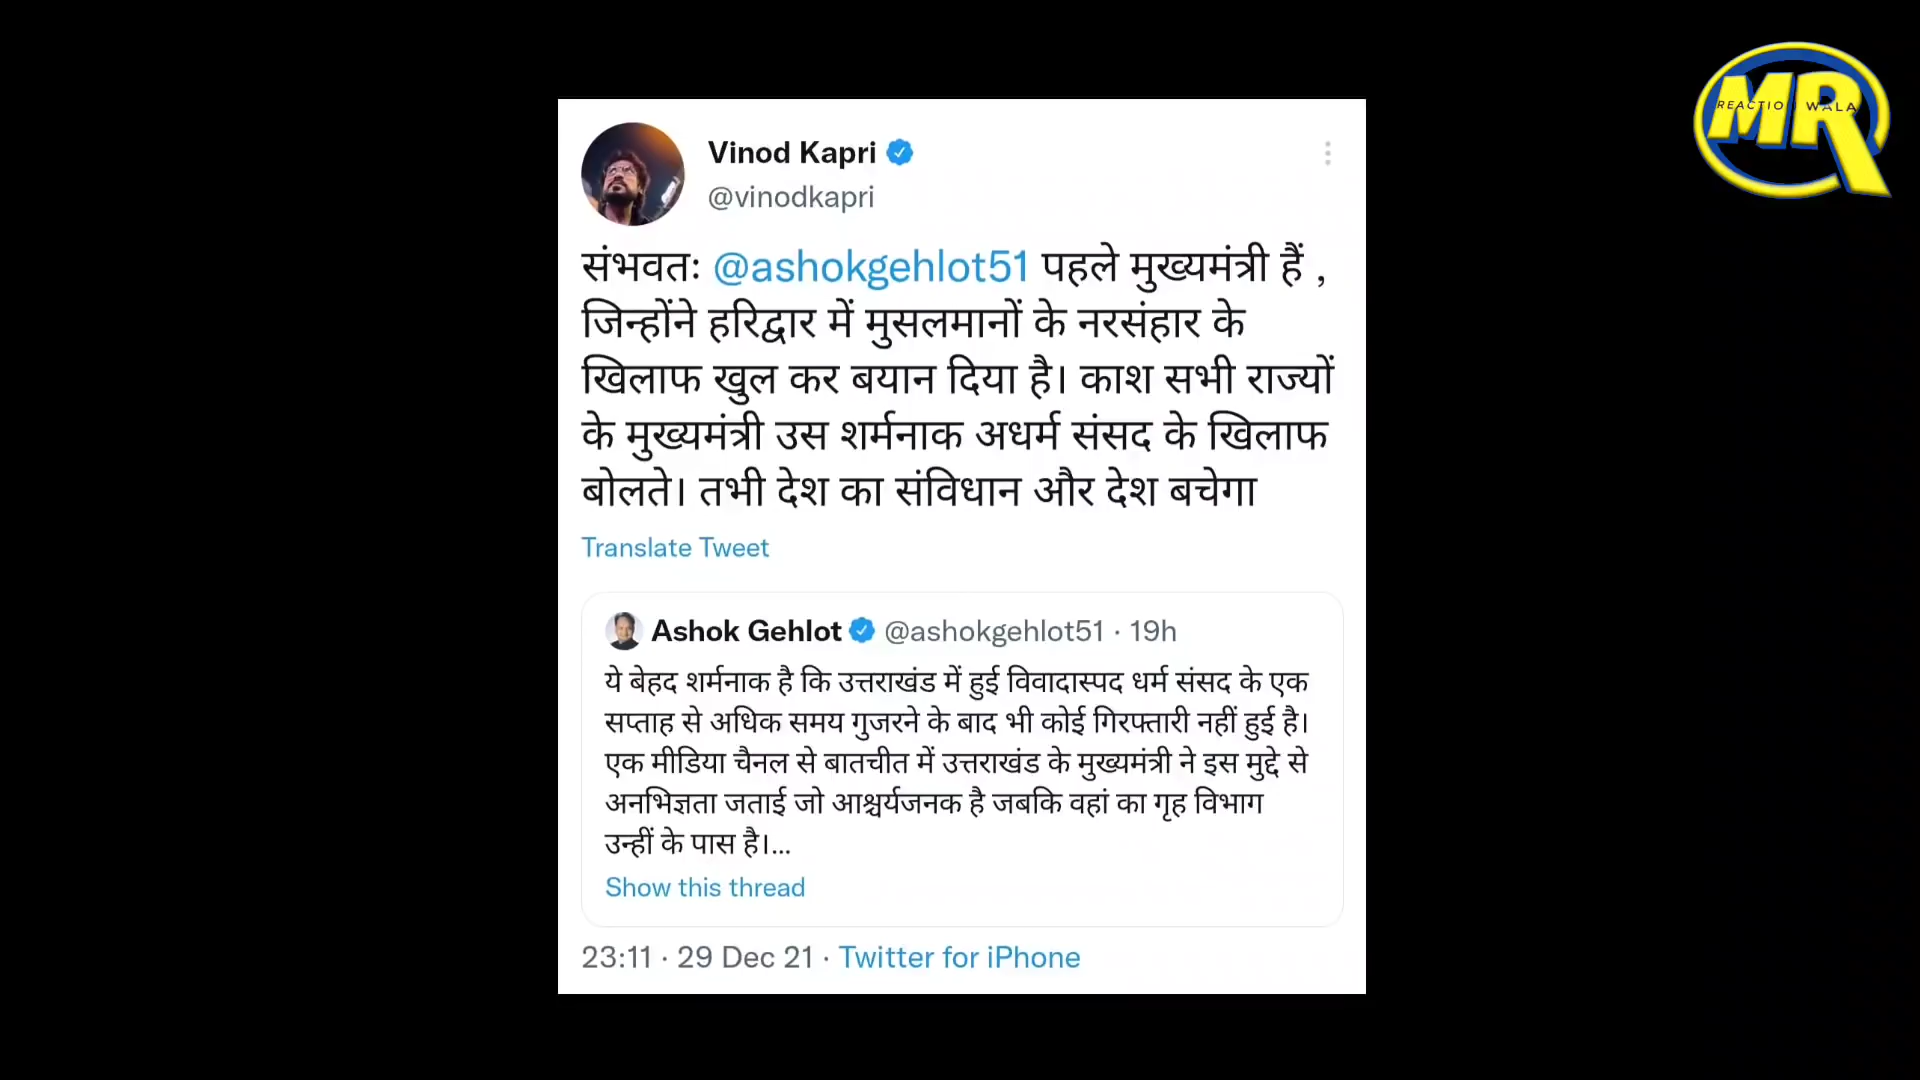 MR
REACTION WALA
Vinod Kapri
@vinodkapri
संभवतः @ashokgehlot51 पहले मुख्यमंत्री हैं ,
जिन्होंने हरिद्वार में मुसलमानों के नरसंहार के
खिलाफ खुल कर बयान दिया है। काश सभी राज्यों
के मुख्यमंत्री उस शर्मनाक अधर्म संसद के खिलाफ
बोलते। तभी देश का संविधान और देश बचेगा
Translate Tweet
Ashok Gehlot @ashokgehlot51 · 19h
ये बेहद शर्मनाक है कि उत्तराखंड में हुई विवादास्पद धर्म संसद के एक
सप्ताह से अधिक समय गुजरने के बाद भी कोई गिरफ्तारी नहीं हुई है।
एक मीडिया चैनल से बातचीत में उत्तराखंड के मुख्यमंत्री ने इस मुद्दे से
अनभिज्ञता जताई जो आश्चर्यजनक है जबकि वहां का गृह विभाग
उन्हीं के पास है।...
Show this thread
23:11 · 29 Dec 21 · Twitter for iPhone